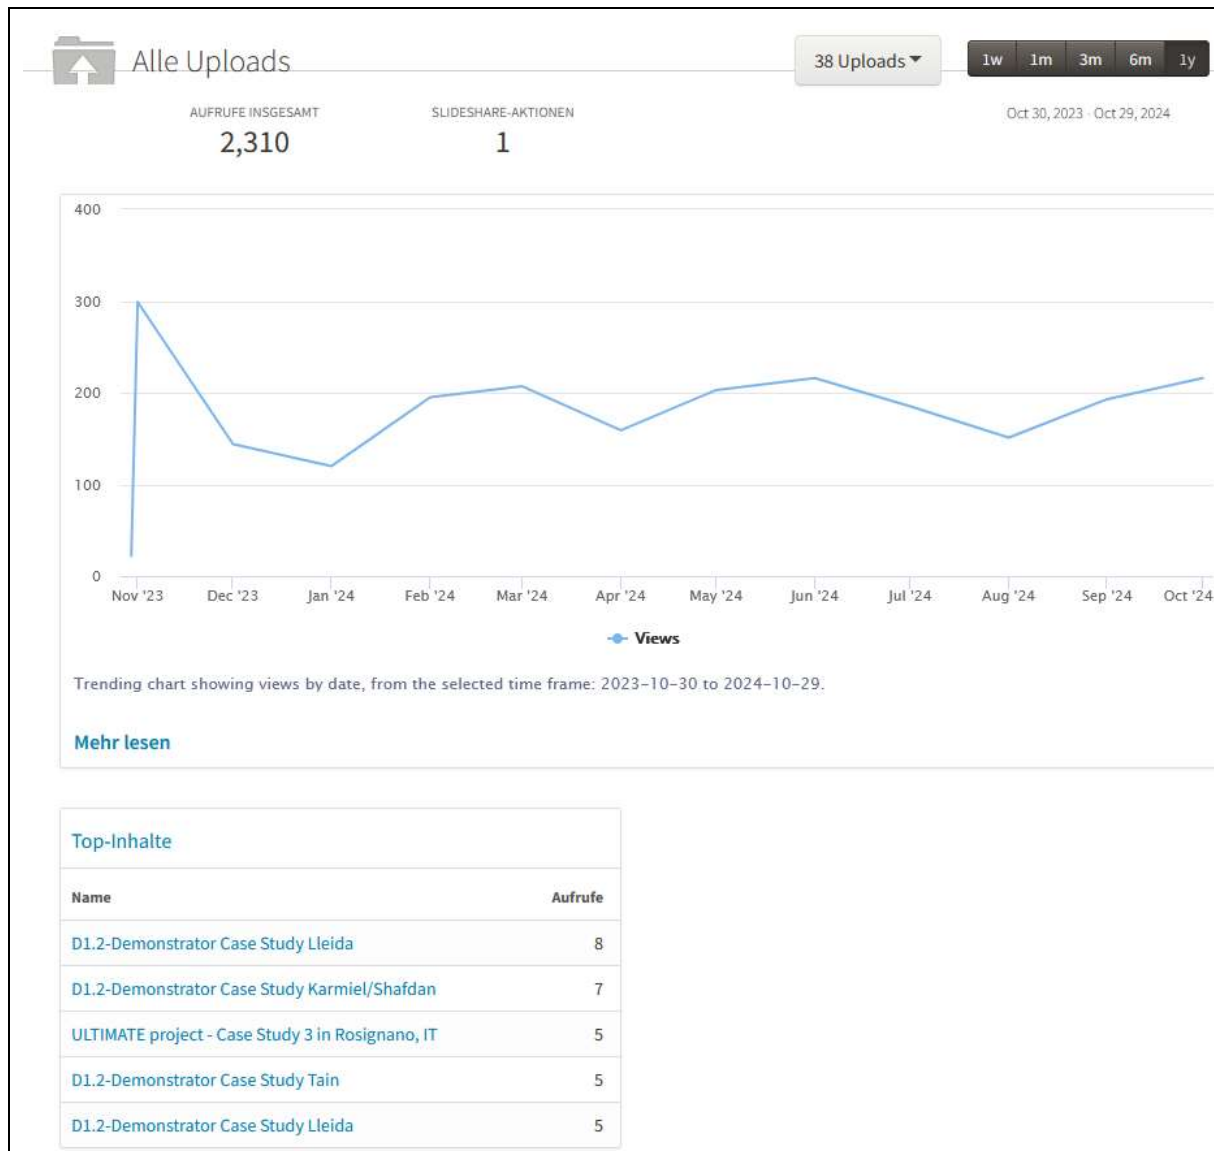 Alle Uploads
38 Uploads
1w 1m 3m 6m 1y
AUFRUFE INSGESAMT
2,310
SLIDESHARE-AKTIONEN
1
Oct 30, 2023 - Oct 29, 2024
400
300
200
100
0
Nov '23 Dec '23 Jan '24 Feb '24 Mar '24 Apr '24 May '24 Jun '24 Jul '24 Aug '24 Sep '24 Oct '24
Views
Trending chart showing views by date, from the selected time frame: 2023-10-30 to 2024-10-29.
Mehr lesen
Top-Inhalte
Name Aufrufe
D1.2-Demonstrator Case Study Lleida 8
D1.2-Demonstrator Case Study Karmiel/Shafdan 7
ULTIMATE project - Case Study 3 in Rosignano, IT 5
D1.2-Demonstrator Case Study Tain 5
D1.2-Demonstrator Case Study Lleida 5